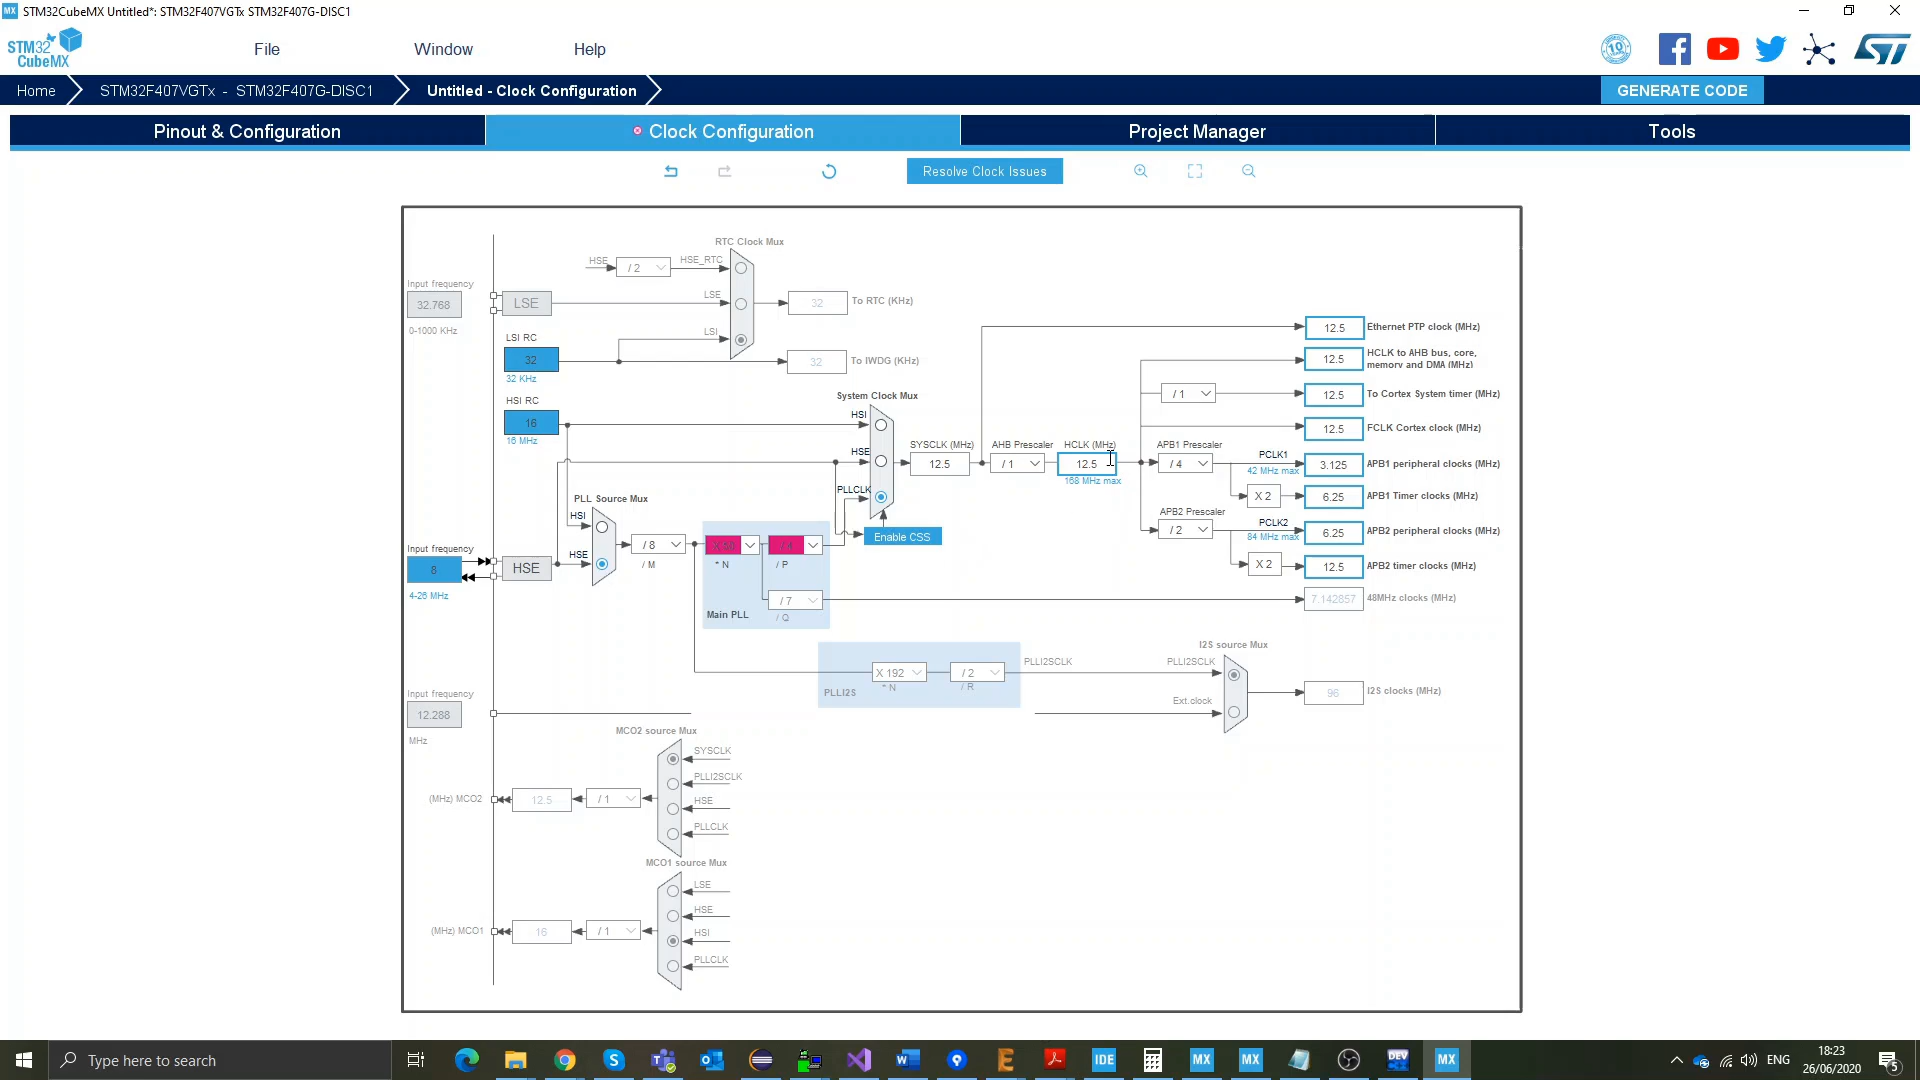 MX STM32CubeMX Untitled*: STM32F407VGTx STM32F407G-DISC1
STM32 CubeMX
File Window Help
10
ST
Home STM32F407VGTx - STM32F407G-DISC1 Untitled - Clock Configuration GENERATE CODE
Pinout & Configuration Clock Configuration Project Manager Tools
Resolve Clock Issues
RTC Clock Mux
HSE / 2 HSE_RTC
Input frequency
32.768 LSE LSE 32 To RTC (KHz)
0-1000 KHz
LSI RC LSI
32 32 To IWDG (KHz)
32 KHz
HSI RC
16
16 MHz
System Clock Mux
HSI
HSE
PLLCLK
SYSCLK (MHz) AHB Prescaler HCLK (MHz)
12.5 / 1 12.5
168 MHz max
Enable CSS
12.5 Ethernet PTP clock (MHz)
12.5 HCLK to AHB bus, core, memory and DMA (MHz)
/ 1 12.5 To Cortex System timer (MHz)
12.5 FCLK Cortex clock (MHz)
APB1 Prescaler
/ 4 PCLK1 3.125 APB1 peripheral clocks (MHz)
42 MHz max
X 2 6.25 APB1 Timer clocks (MHz)
APB2 Prescaler
/ 2 PCLK2 6.25 APB2 peripheral clocks (MHz)
84 MHz max
X 2 12.5 APB2 timer clocks (MHz)
7.142857 48MHz clocks (MHz)
PLL Source Mux
HSI
HSE
Input frequency
8 HSE
4-26 MHz
/ 8
/ M
* N
/ P
/ 7
/ Q
Main PLL
PLLI2S X 192 / 2 PLLI2SCLK
* N / R
I2S source Mux
PLLI2SCLK
Ext.clock
96 I2S clocks (MHz)
Input frequency
12.288
MHz
MCO2 source Mux
SYSCLK
PLLI2SCLK
HSE
PLLCLK
(MHz) MCO2 12.5 / 1
MCO1 source Mux
LSE
HSE
HSI
PLLCLK
(MHz) MCO1 16 / 1
Type here to search
IDE MX MX DEV MX
ENG
18:23
26/06/2020
5